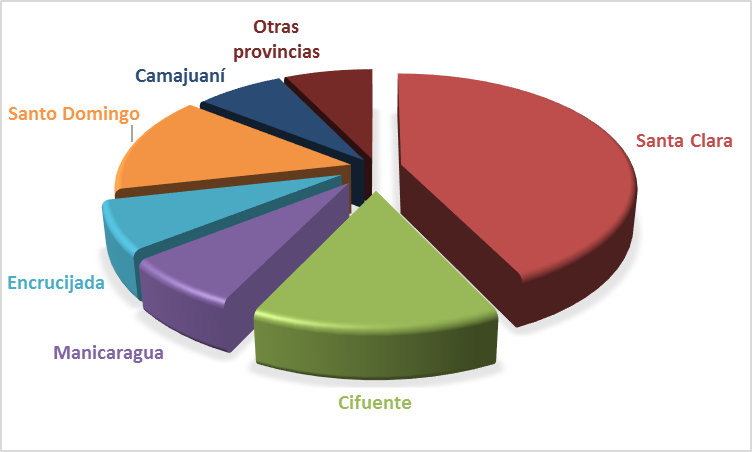 Otras
provincias
Camajuaní
Santo Domingo
Santa Clara
Encrucijada
Manicaragua
Cifuente